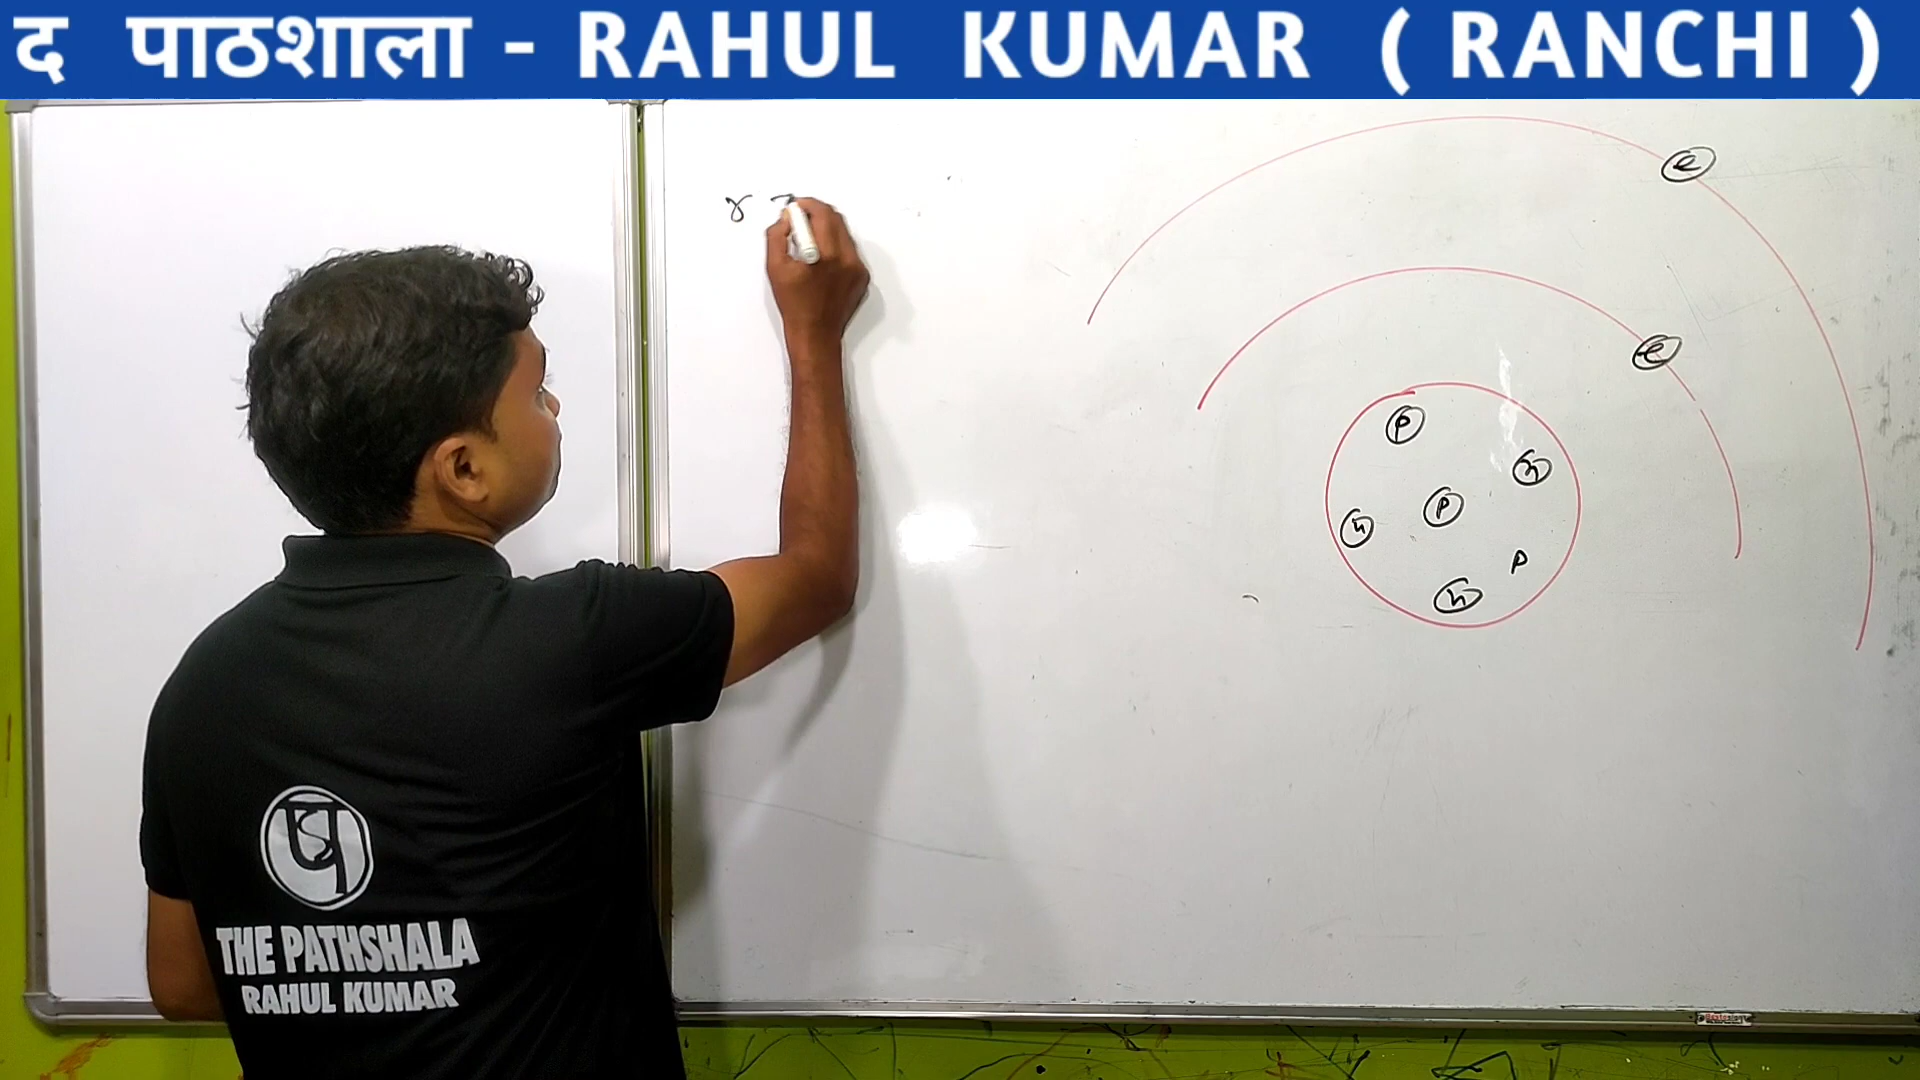 द पाठशाला - RAHUL KUMAR ( RANCHI )
r
e
e
P
n
P
n
P
n
प
THE PATHSHALA
RAHUL KUMAR